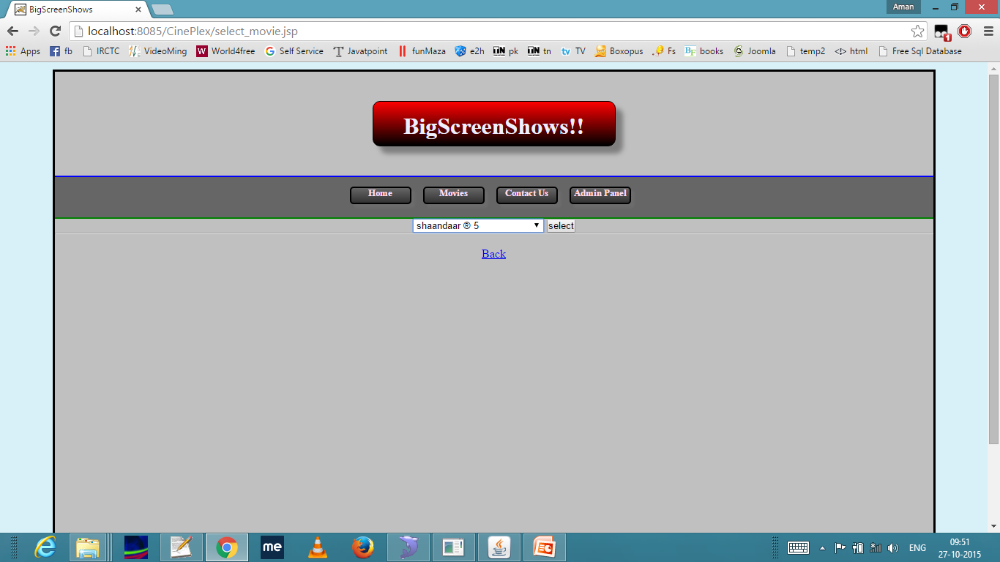 BigScreenShows
Aman
localhost:8085/CinePlex/select_movie.jsp
1
Apps fb IRCTC VideoMing World4free Self Service Javatpoint funMaza e2h pk tn TV Boxopus Fs books Joomla temp2 html Free Sql Database
BigScreenShows!!
Home Movies Contact Us Admin Panel
shaandaar ® 5 select
Back
me
ENG
09:51
27-10-2015